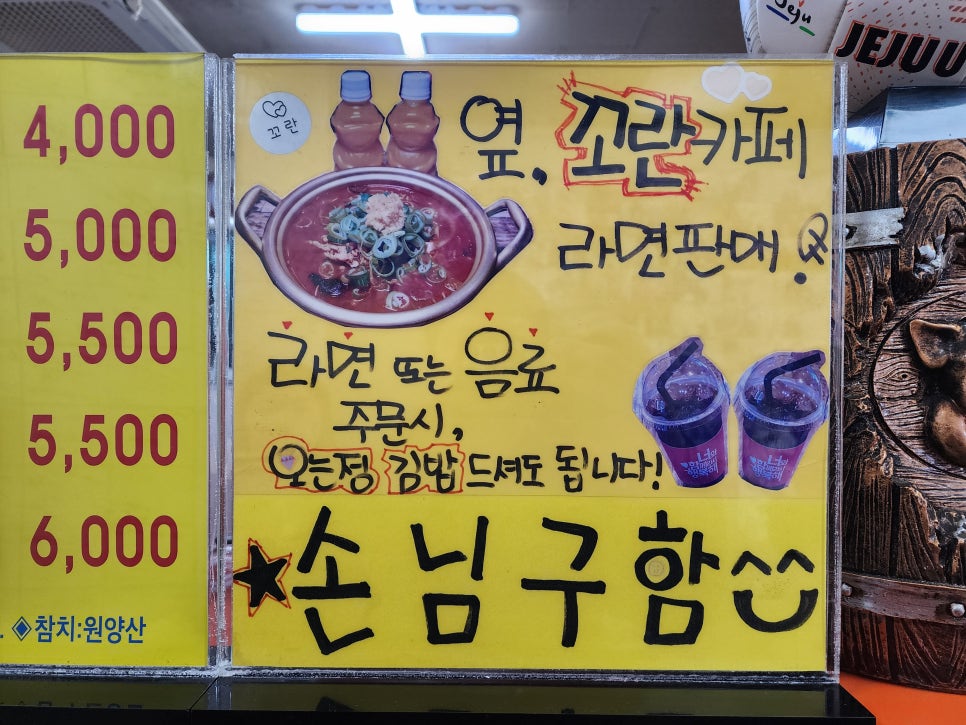 4,000
5,000
5,500
5,500
6,000
◈참치:원양산
꼬란
옆, 꼬란카페
라면판매
라면 또는 음료
주문시,
오는정 김밥 드셔도 됩니다!
★손님구함
Jeju
JEJUU